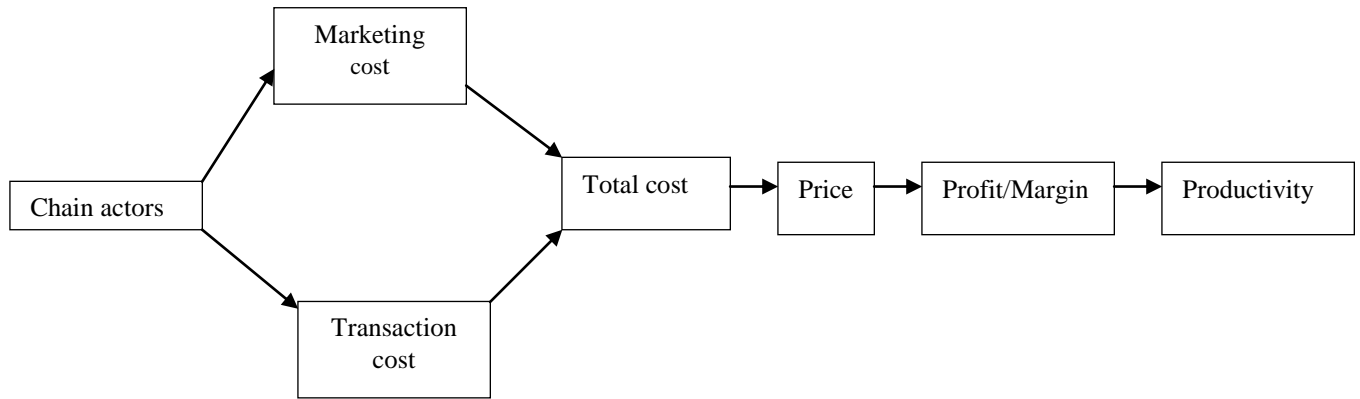 Marketing
cost
Chain actors
Transaction
cost
Total cost
Price
Profit/Margin
Productivity